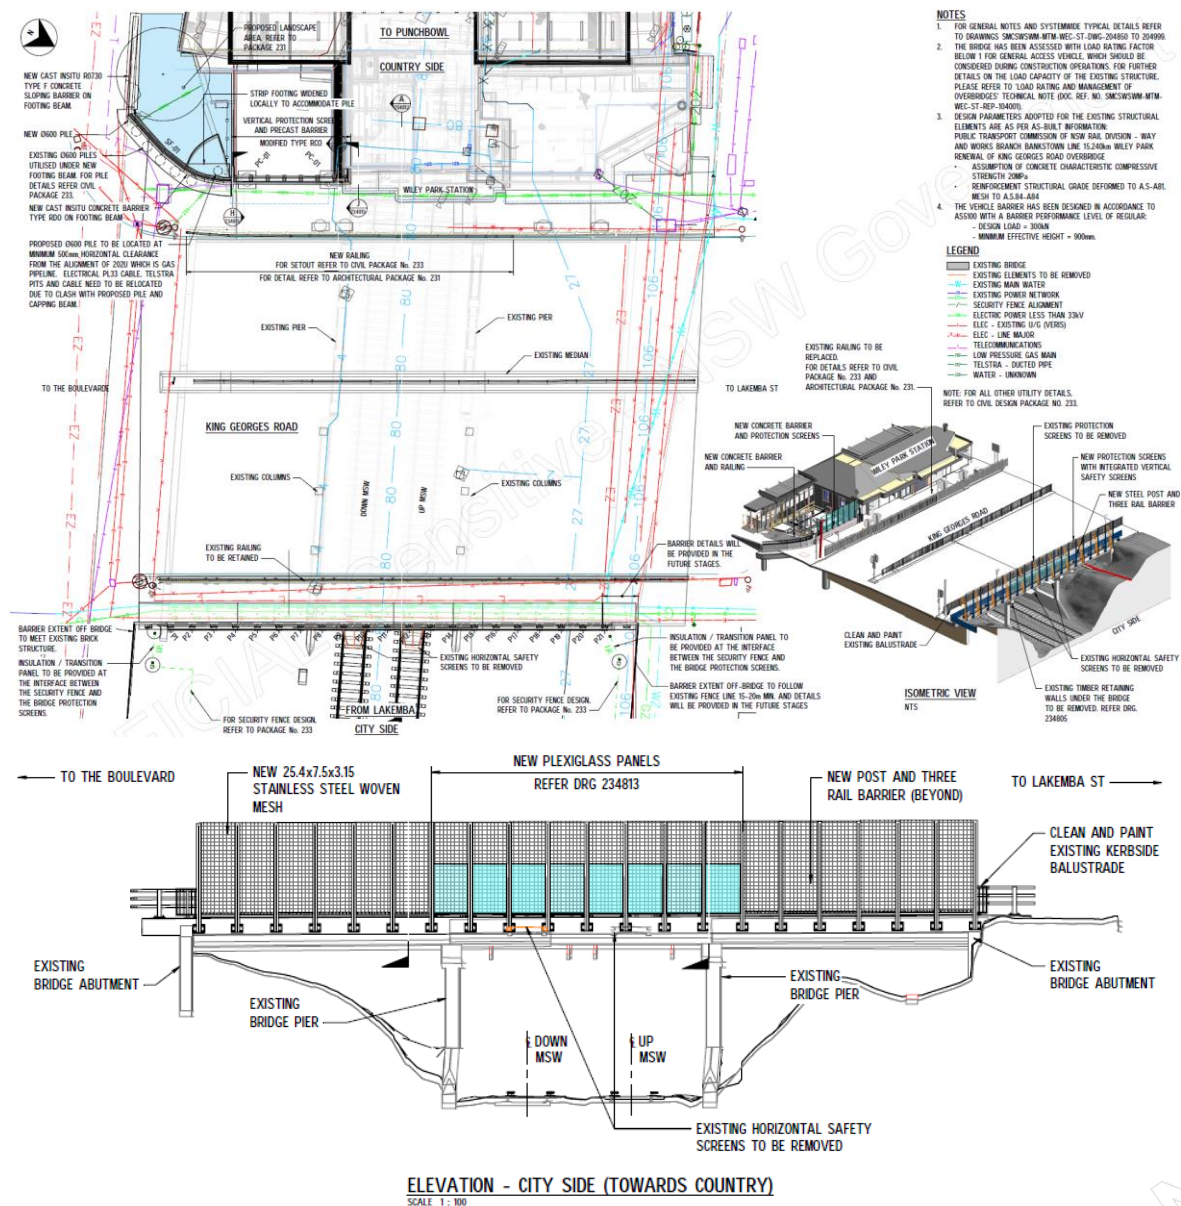 PROPOSED LANDSCAPE
AREA. REFER TO
PACKAGE 231
TO PUNCHBOWL
COUNTRY SIDE
NEW CAST INSITU R0730
TYPE F CONCRETE
SLOPING BARRIER ON
FOOTING BEAM.
STRIP FOOTING WIDENED
LOCALLY TO ACCOMMODATE PILE
VERTICAL PROTECTION SCREEN
AND PRECAST BARRIER
MODIFIED TYPE RCO
NEW Ø600 PILE
SF-01
PC-01
PC-01
EXISTING Ø600 PILES
UTILISED UNDER NEW
FOOTING BEAM. FOR PILE
DETAILS REFER CIVIL
PACKAGE 233.
NEW CAST INSITU CONCRETE BARRIER
TYPE RDO ON FOOTING BEAM
WILEY PARK STATION
PROPOSED Ø600 PILE TO BE LOCATED AT
MINIMUM 500mm HORIZONTAL CLEARANCE
FROM THE ALIGNMENT OF 202U WHICH IS GAS
PIPELINE. ELECTRICAL PL33 CABLE, TELSTRA
PITS AND CABLE NEED TO BE RELOCATED
DUE TO CLASH WITH PROPOSED PILE AND
CAPPING BEAM.
NEW RAILING
FOR SETOUT REFER TO CIVIL PACKAGE No. 233
FOR DETAIL REFER TO ARCHITECTURAL PACKAGE No. 231
EXISTING PIER
EXISTING PIER
EXISTING MEDIAN
TO THE BOULEVARDE
TO LAKEMBA ST
KING GEORGES ROAD
EXISTING COLUMNS
EXISTING COLUMNS
DOWN MSW
UP MSW
EXISTING RAILING
TO BE RETAINED
BARRIER DETAILS WILL
BE PROVIDED IN THE
FUTURE STAGES.
BARRIER EXTENT OFF BRIDGE
TO MEET EXISTING BRICK
STRUCTURE.
INSULATION / TRANSITION
PANEL TO BE PROVIDED AT
THE INTERFACE BETWEEN
THE SECURITY FENCE AND
THE BRIDGE PROTECTION
SCREENS.
EXISTING HORIZONTAL SAFETY
SCREENS TO BE REMOVED
INSULATION / TRANSITION PANEL TO
BE PROVIDED AT THE INTERFACE
BETWEEN THE SECURITY FENCE AND
THE BRIDGE PROTECTION SCREENS.
BARRIER EXTENT OFF-BRIDGE TO FOLLOW
EXISTING FENCE LINE 15-20m MIN. AND DETAILS
WILL BE PROVIDED IN THE FUTURE STAGES
FOR SECURITY FENCE DESIGN,
REFER TO PACKAGE No. 233
FROM LAKEMBA
CITY SIDE
FOR SECURITY FENCE DESIGN,
REFER TO PACKAGE No. 233
NOTES
1. FOR GENERAL NOTES AND SYSTEMWIDE TYPICAL DETAILS REFER
TO DRAWINGS SMCSWSWM-MTM-WEC-ST-DWG-204850 TO 204999.
2. THE BRIDGE HAS BEEN ASSESSED WITH LOAD RATING FACTOR
BELOW 1 FOR GENERAL ACCESS VEHICLE, WHICH SHOULD BE
CONSIDERED DURING CONSTRUCTION OPERATIONS. FOR FURTHER
DETAILS ON THE LOAD CAPACITY OF THE EXISTING STRUCTURE,
PLEASE REFER TO 'LOAD RATING AND MANAGEMENT OF
OVERBRIDGES' TECHNICAL NOTE (DOC. REF. NO. SMCSWSWM-MTM-
WEC-ST-REP-104001).
3. DESIGN PARAMETERS ADOPTED FOR THE EXISTING STRUCTURAL
ELEMENTS ARE AS PER AS-BUILT INFORMATION:
PUBLIC TRANSPORT COMMISSION OF NSW RAIL DIVISION - WAY
AND WORKS BRANCH BANKSTOWN LINE 15.240km WILEY PARK
RENEWAL OF KING GEORGES ROAD OVERBRIDGE
- ASSUMPTION OF CONCRETE CHARACTERISTIC COMPRESSIVE
STRENGTH 20MPa
- REINFORCEMENT STRUCTURAL GRADE DEFORMED TO A.S-A81,
MESH TO A.S.84-A84
4. THE VEHICLE BARRIER HAS BEEN DESIGNED IN ACCORDANCE TO
AS5100 WITH A BARRIER PERFORMANCE LEVEL OF REGULAR:
- DESIGN LOAD = 300kN
- MINIMUM EFFECTIVE HEIGHT = 900mm.
LEGEND
EXISTING BRIDGE
EXISTING ELEMENTS TO BE REMOVED
EXISTING MAIN WATER
EXISTING POWER NETWORK
SECURITY FENCE ALIGNMENT
ELECTRIC POWER LESS THAN 33kV
ELEC - EXISTING U/G (VERIS)
ELEC - LINE MAJOR
TELECOMMUNICATIONS
LOW PRESSURE GAS MAIN
TELSTRA - DUCTED PIPE
WATER - UNKNOWN
NOTE: FOR ALL OTHER UTILITY DETAILS,
REFER TO CIVIL DESIGN PACKAGE NO. 233.
EXISTING RAILING TO BE
REPLACED.
FOR DETAILS REFER TO CIVIL
PACKAGE No. 233 AND
ARCHITECTURAL PACKAGE No. 231.
NEW CONCRETE BARRIER
AND PROTECTION SCREENS
NEW CONCRETE BARRIER
AND RAILING
WILEY PARK STATION
KING GEORGES ROAD
EXISTING PROTECTION
SCREENS TO BE REMOVED
NEW PROTECTION SCREENS
WITH INTEGRATED VERTICAL
SAFETY SCREENS
NEW STEEL POST AND
THREE RAIL BARRIER
CITY SIDE
CLEAN AND PAINT
EXISTING BALUSTRADE
EXISTING HORIZONTAL SAFETY
SCREENS TO BE REMOVED
EXISTING TIMBER RETAINING
WALLS UNDER THE BRIDGE
TO BE REMOVED. REFER DRG.
234805
ISOMETRIC VIEW
NTS
TO THE BOULEVARD
NEW 25.4x7.5x3.15
STAINLESS STEEL WOVEN
MESH
NEW PLEXIGLASS PANELS
REFER DRG 234813
NEW POST AND THREE
RAIL BARRIER (BEYOND)
TO LAKEMBA ST
CLEAN AND PAINT
EXISTING KERBSIDE
BALUSTRADE
EXISTING
BRIDGE ABUTMENT
EXISTING
BRIDGE PIER
DOWN
MSW
UP
MSW
EXISTING
BRIDGE PIER
EXISTING
BRIDGE ABUTMENT
EXISTING HORIZONTAL SAFETY
SCREENS TO BE REMOVED
ELEVATION - CITY SIDE (TOWARDS COUNTRY)
SCALE 1 : 100